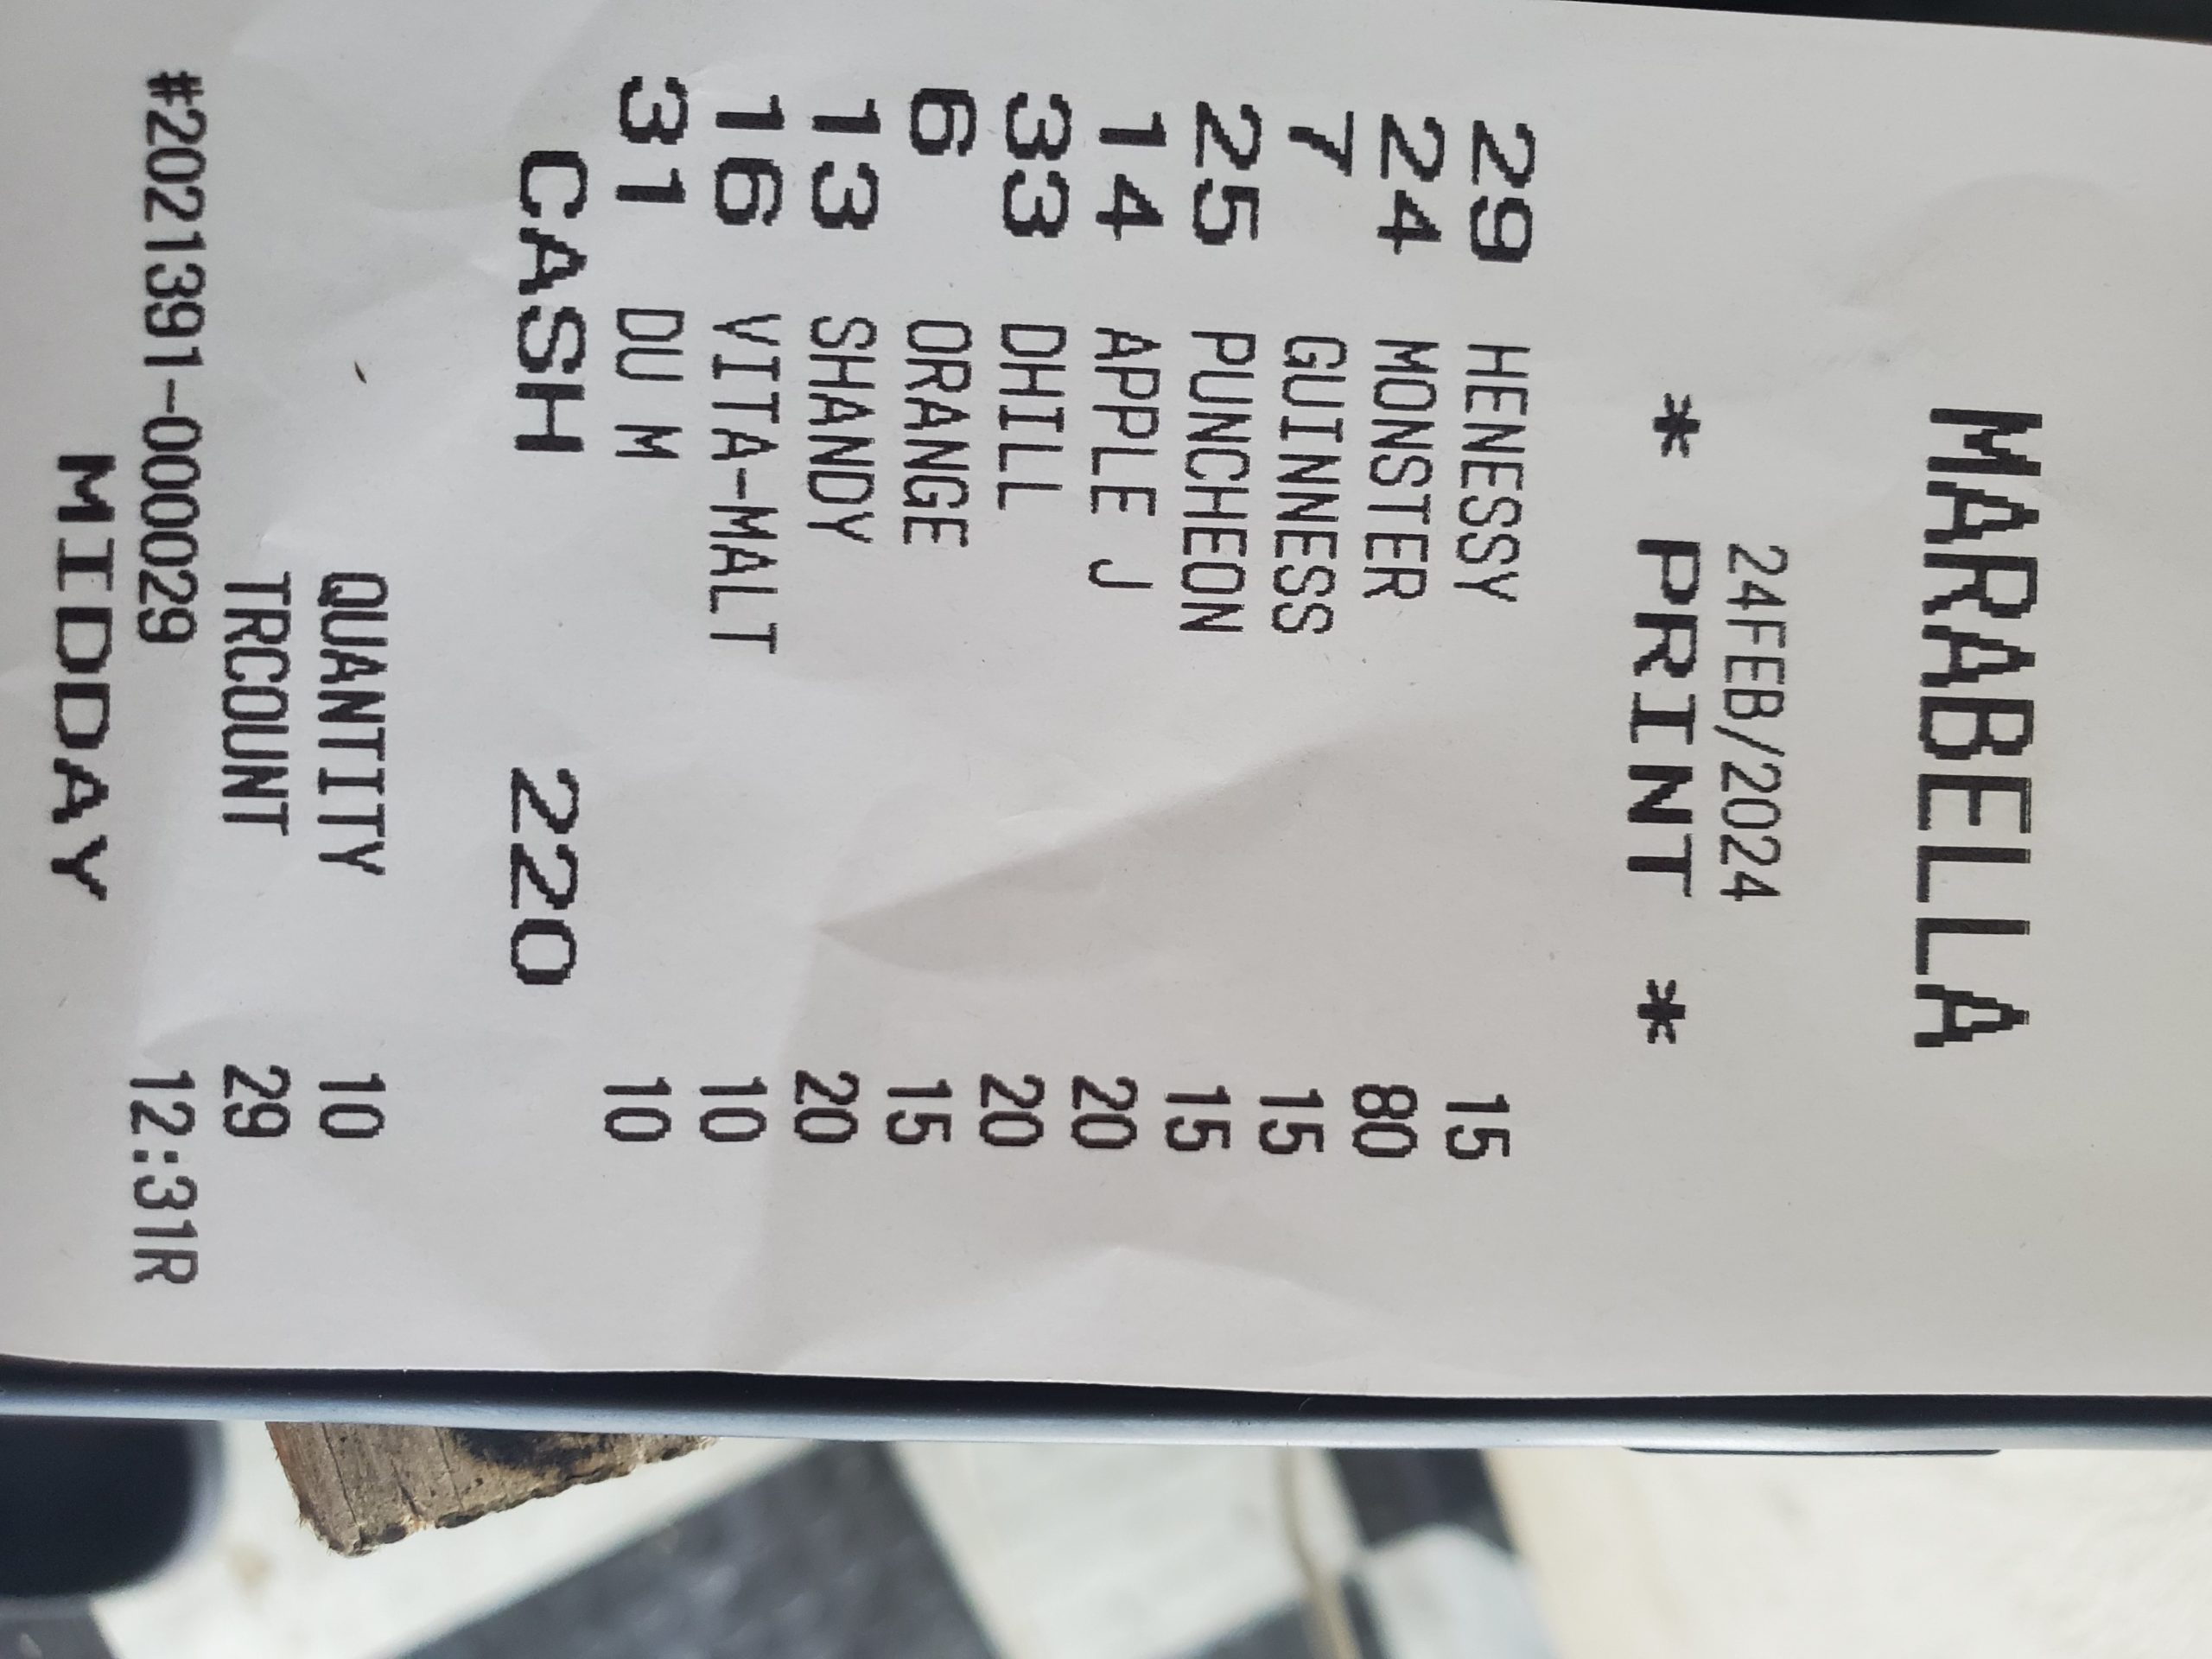 MARABELLA
24FEB/2024
* PRINT *
29 HENESSY 15
24 MONSTER 80
7 GUINNESS 15
25 PUNCHEON 15
14 APPLE J 20
33 DHILL 20
6 ORANGE 15
13 SHANDY 20
16 VITA-MALT 10
31 DU M 10
CASH 220
QUANTITY 10
TRCOUNT 29
#2021391-000029 12:31R
MIDDAY